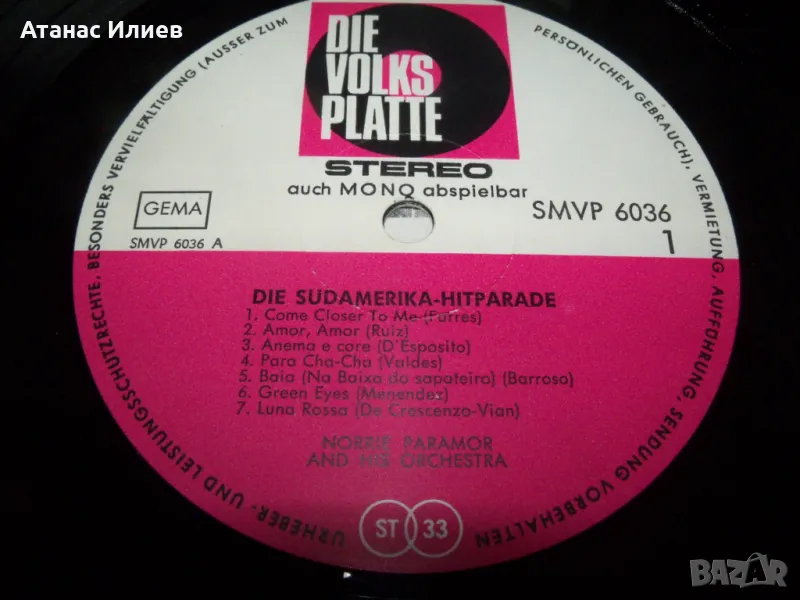 Атанас Илиев
DIE
VOLKS
PLATTE
STEREO
auch MONO abspielbar
GEMA
SMVP 6036 A
SMVP 6036
1
DIE SÜDAMERIKA-HITPARADE
1. Come Closer To Me (Farres)
2. Amor, Amor (Ruiz)
3. Anema e core (D'Esposito)
4. Para Cha-Cha (Valdes)
5. Baia (Na Baixa do sapateiro) (Barroso)
6. Green Eyes (Menendez)
7. Luna Rossa (De Crescenzo-Vian)
NORRIE PARAMOR
AND HIS ORCHESTRA
ST 33
URHEBER- UND LEISTUNGSSCHUTZRECHTE, BESONDERS VERVIELFÄLTIGUNG (AUSSER ZUM PERSÖNLICHEN GEBRAUCH), VERMIETUNG, AUFFÜHRUNG, SENDUNG VORBEHALTEN
BAZAR